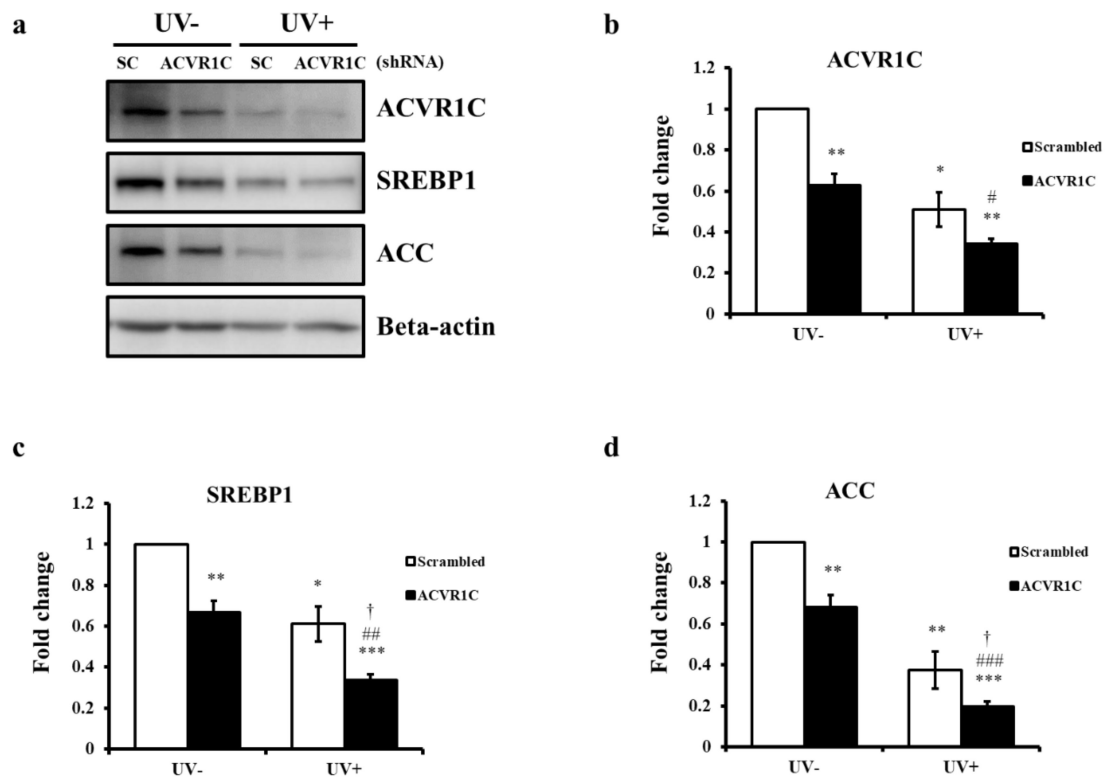 a
UV- UV+
SC ACVR1C SC ACVR1C (shRNA)
ACVR1C
SREBP1
ACC
Beta-actin
b
ACVR1C
Fold change
1.2
1
0.8
0.6
0.4
0.2
0
**
*
#
**
Scrambled
ACVR1C
UV- UV+
c
SREBP1
Fold change
1.2
1
0.8
0.6
0.4
0.2
0
**
*
†
##
***
Scrambled
ACVR1C
UV- UV+
d
ACC
Fold change
1.2
1
0.8
0.6
0.4
0.2
0
**
**
†
###
***
Scrambled
ACVR1C
UV- UV+